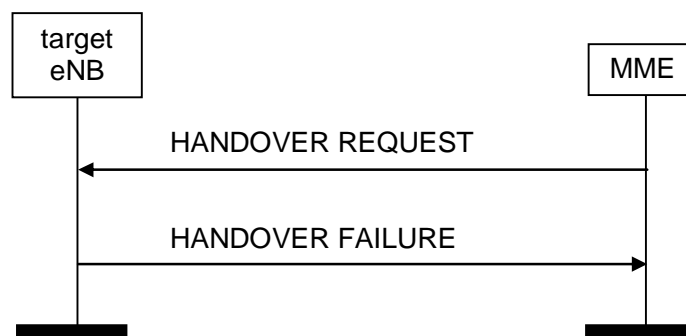 target
eNB
MME
HANDOVER REQUEST
HANDOVER FAILURE